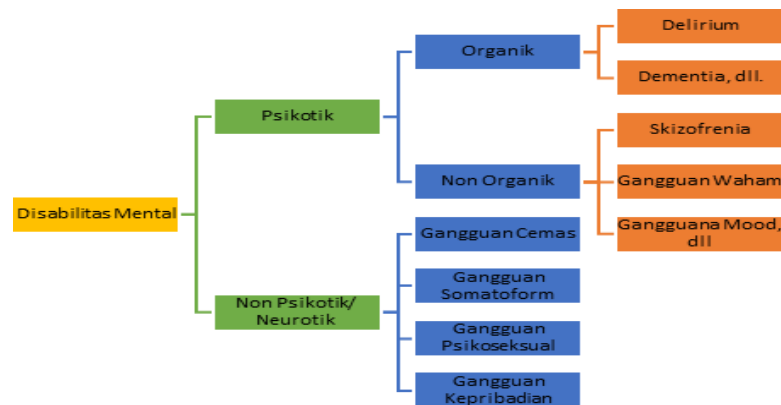 Disabilitas Mental
Psikotik
Organik
Delirium
Dementia, dll.
Non Organik
Skizofrenia
Gangguan Waham
Gangguana Mood,
dll
Non Psikotik/
Neurotik
Gangguan Cemas
Gangguan
Somatoform
Gangguan
Psikoseksual
Gangguan
Kepribadian